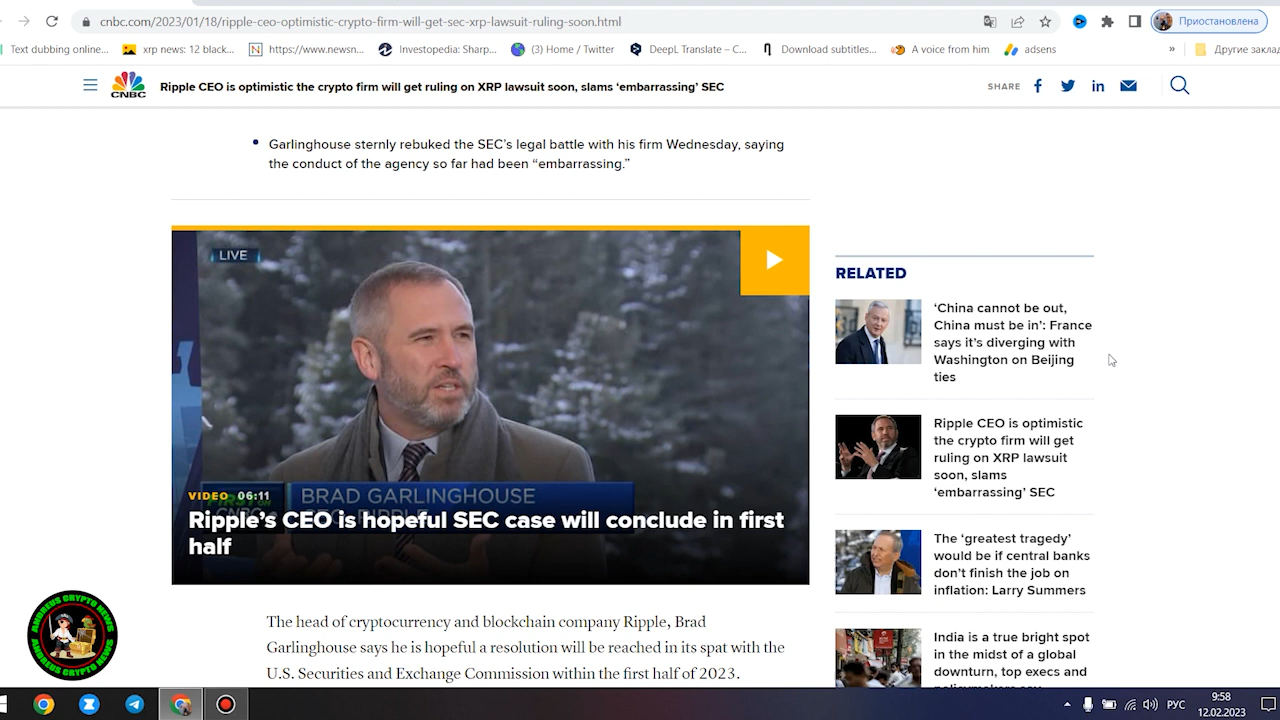 cnbc.com/2023/01/18/ripple-ceo-optimistic-crypto-firm-will-get-sec-xrp-lawsuit-ruling-soon.html
Приостановлена
Text dubbing online...
xrp news: 12 black...
https://www.newsn...
Investopedia: Sharp...
(3) Home / Twitter
DeepL Translate – C...
Download subtitles...
A voice from him
adsens
»
Другие закла
CNBC
Ripple CEO is optimistic the crypto firm will get ruling on XRP lawsuit soon, slams ‘embarrassing’ SEC
SHARE
Garlinghouse sternly rebuked the SEC’s legal battle with his firm Wednesday, saying
the conduct of the agency so far had been “embarrassing.”
LIVE
BRAD GARLINGHOUSE
VIDEO 06:11
Ripple’s CEO is hopeful SEC case will conclude in first
half
The head of cryptocurrency and blockchain company Ripple, Brad
Garlinghouse says he is hopeful a resolution will be reached in its spat with the
U.S. Securities and Exchange Commission within the first half of 2023.
RELATED
‘China cannot be out,
China must be in’: France
says it’s diverging with
Washington on Beijing
ties
Ripple CEO is optimistic
the crypto firm will get
ruling on XRP lawsuit
soon, slams
‘embarrassing’ SEC
The ‘greatest tragedy’
would be if central banks
don’t finish the job on
inflation: Larry Summers
India is a true bright spot
in the midst of a global
downturn, top execs and
ANDREUS CRYPTO NEWS
ANDREUS CRYPTO NEWS
РУС
9:58
12.02.2023